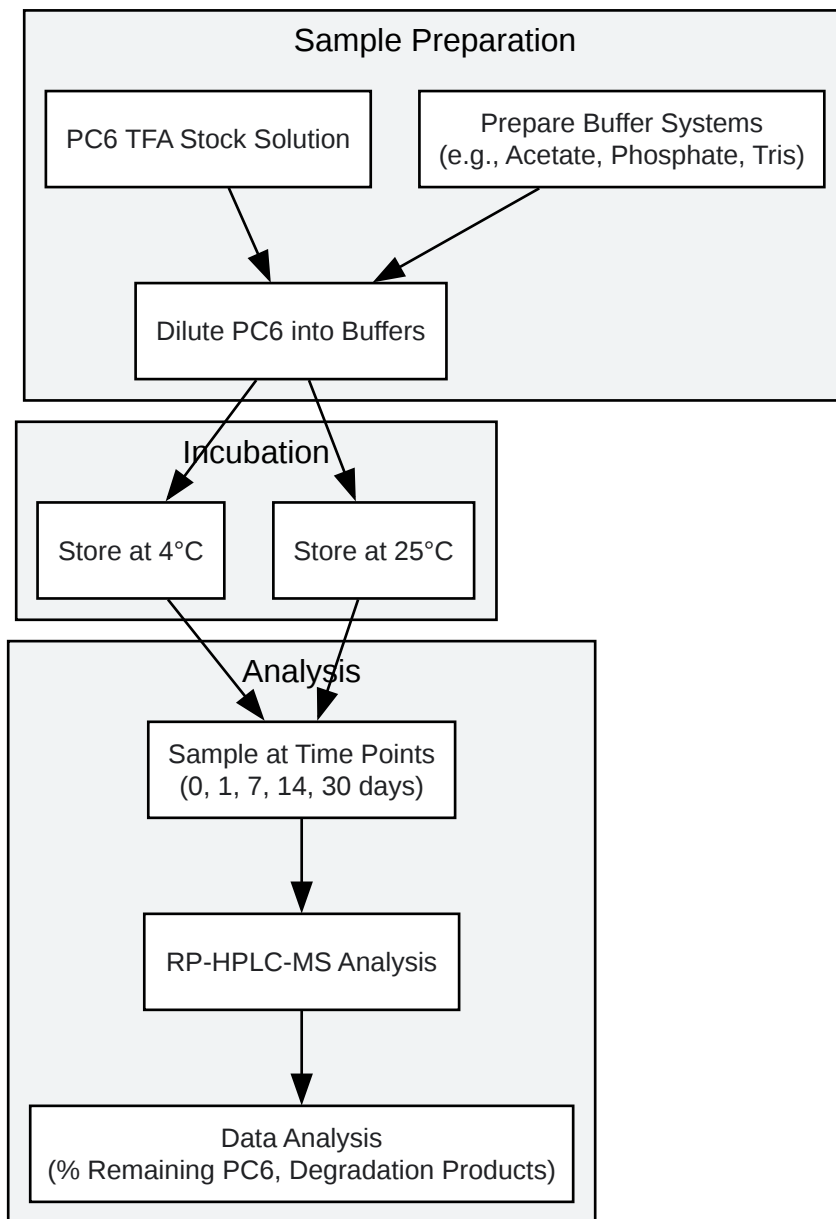 Sample Preparation
PC6 TFA Stock Solution
Prepare Buffer Systems
(e.g., Acetate, Phosphate, Tris)
Dilute PC6 into Buffers
Incubation
Store at 4°C
Store at 25°C
Analysis
Sample at Time Points
(0, 1, 7, 14, 30 days)
RP-HPLC-MS Analysis
Data Analysis
(% Remaining PC6, Degradation Products)